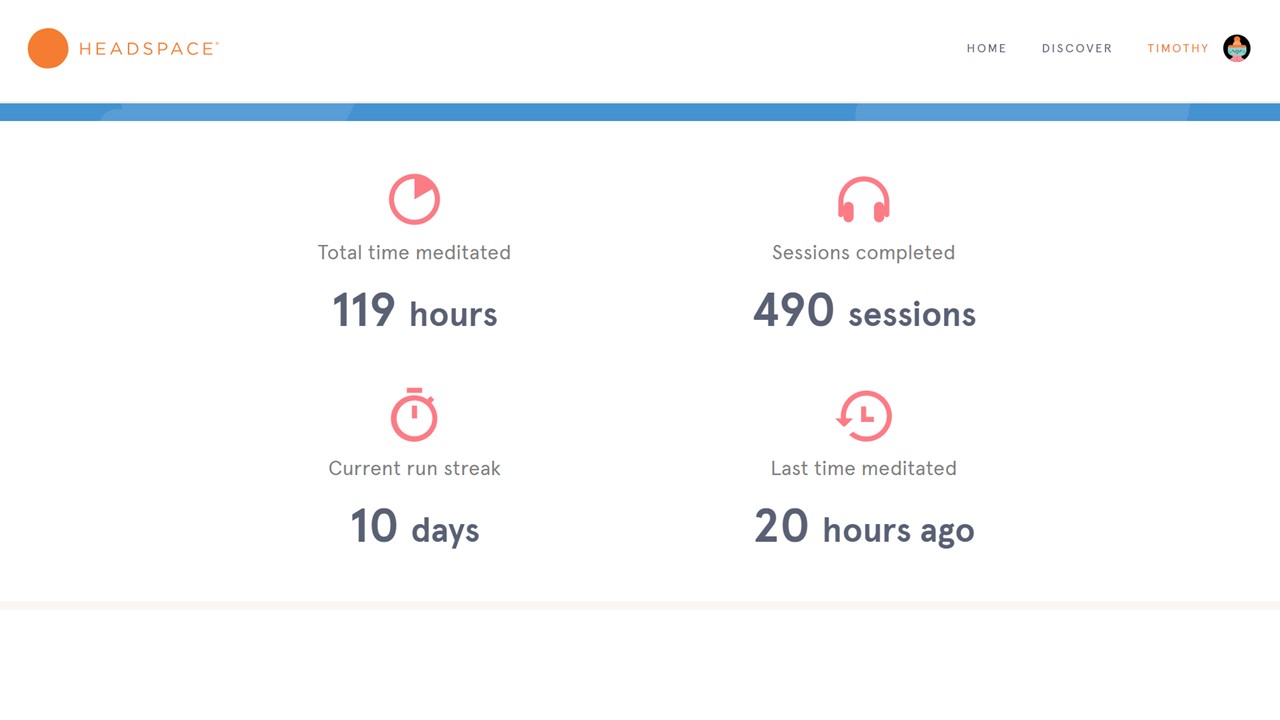 HEADSPACE®
HOME DISCOVER TIMOTHY
Total time meditated
119 hours
Sessions completed
490 sessions
Current run streak
10 days
Last time meditated
20 hours ago